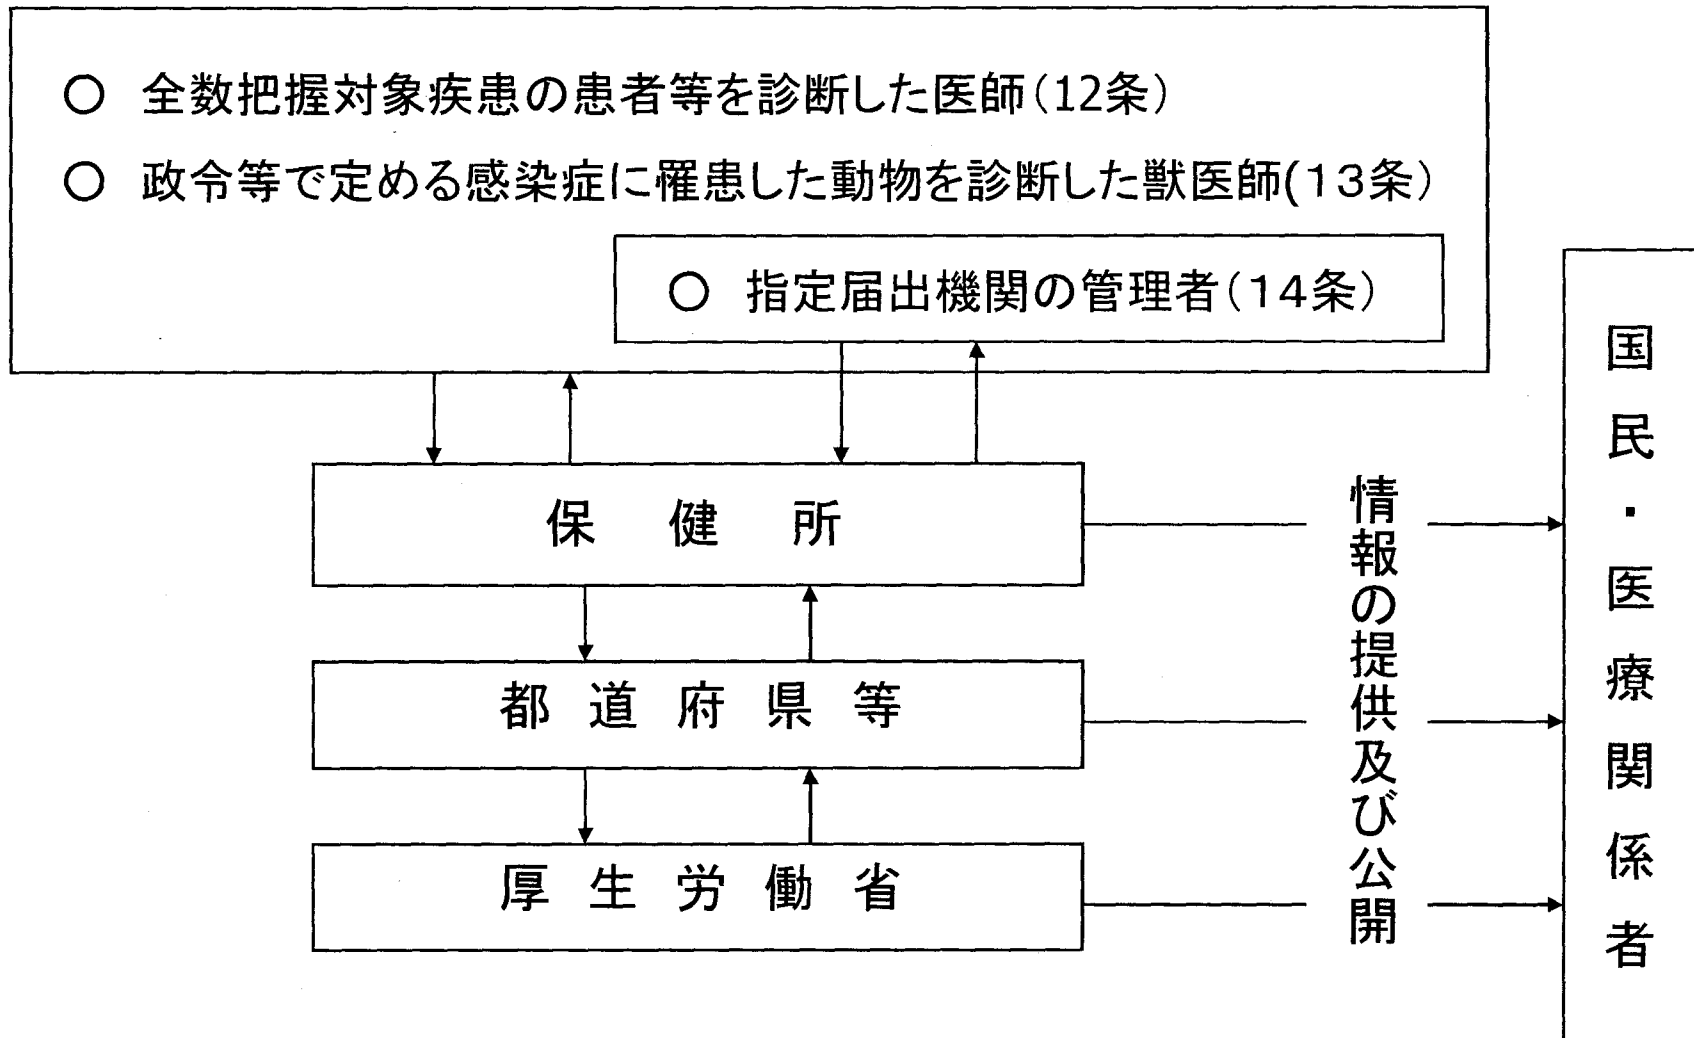 ○ 全数把握対象疾患の患者等を診断した医師(12条)
○ 政令等で定める感染症に罹患した動物を診断した獣医師(13条)
○ 指定届出機関の管理者(14条)
保健所
都道府県等
厚生労働省
情報の提供及び公開
国民・医療関係者